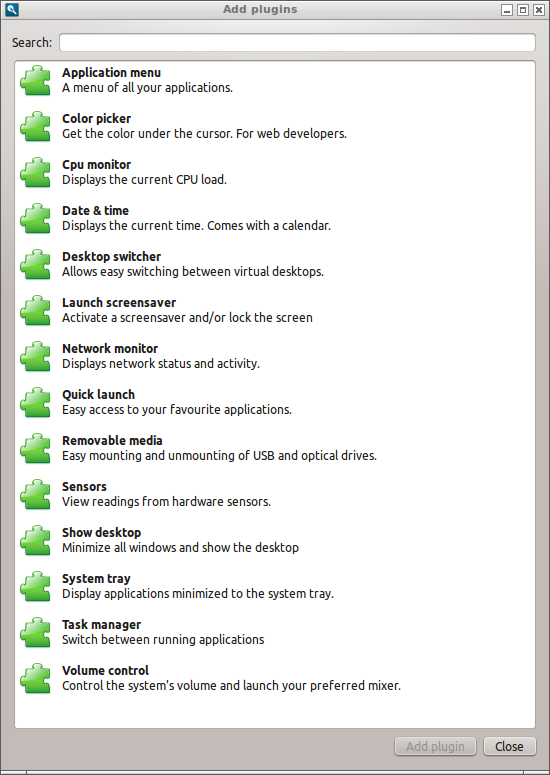 Add plugins
Search:
Application menu
A menu of all your applications.
Color picker
Get the color under the cursor. For web developers.
Cpu monitor
Displays the current CPU load.
Date & time
Displays the current time. Comes with a calendar.
Desktop switcher
Allows easy switching between virtual desktops.
Launch screensaver
Activate a screensaver and/or lock the screen
Network monitor
Displays network status and activity.
Quick launch
Easy access to your favourite applications.
Removable media
Easy mounting and unmounting of USB and optical drives.
Sensors
View readings from hardware sensors.
Show desktop
Minimize all windows and show the desktop
System tray
Display applications minimized to the system tray.
Task manager
Switch between running applications
Volume control
Control the system's volume and launch your preferred mixer.
Add plugin Close